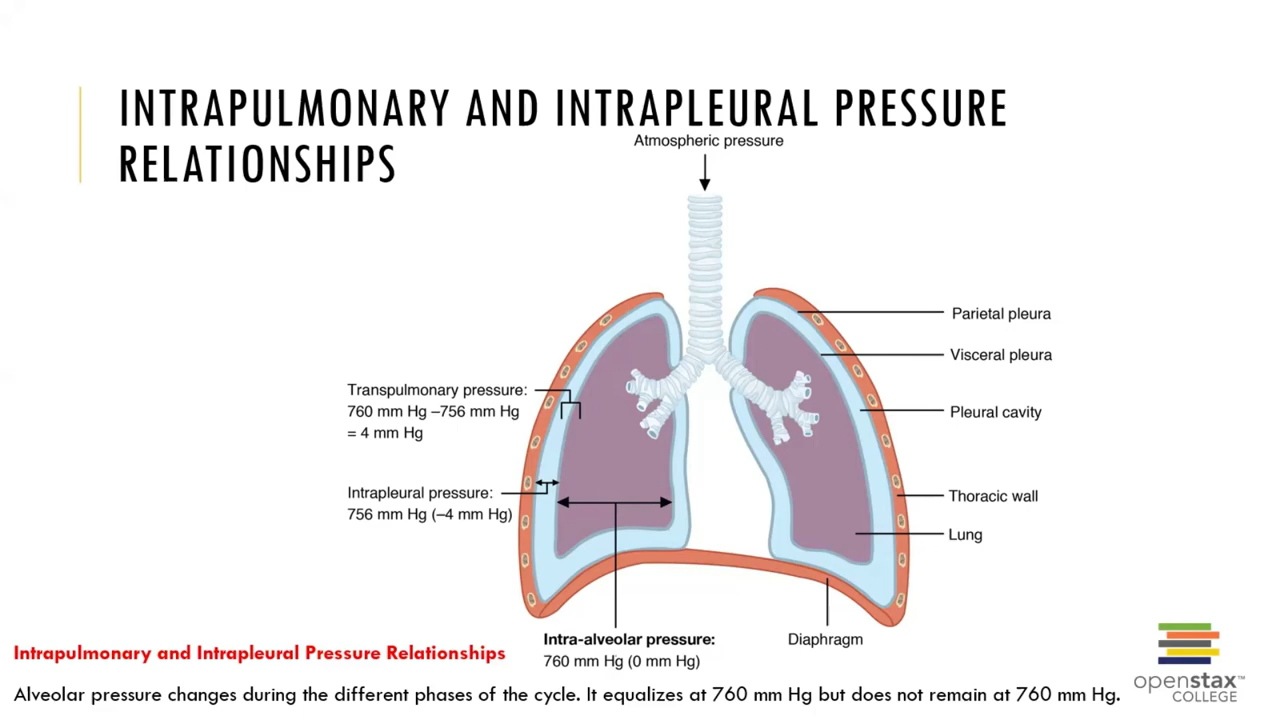 INTRAPULMONARY AND INTRAPLEURAL PRESSURE
RELATIONSHIPS
Atmospheric pressure
Parietal pleura
Visceral pleura
Transpulmonary pressure:
760 mm Hg –756 mm Hg
= 4 mm Hg
Pleural cavity
Intrapleural pressure:
756 mm Hg (–4 mm Hg)
Thoracic wall
Lung
Intra-alveolar pressure:
760 mm Hg (0 mm Hg)
Diaphragm
Intrapulmonary and Intrapleural Pressure Relationships
Alveolar pressure changes during the different phases of the cycle. It equalizes at 760 mm Hg but does not remain at 760 mm Hg.
openstax™
COLLEGE